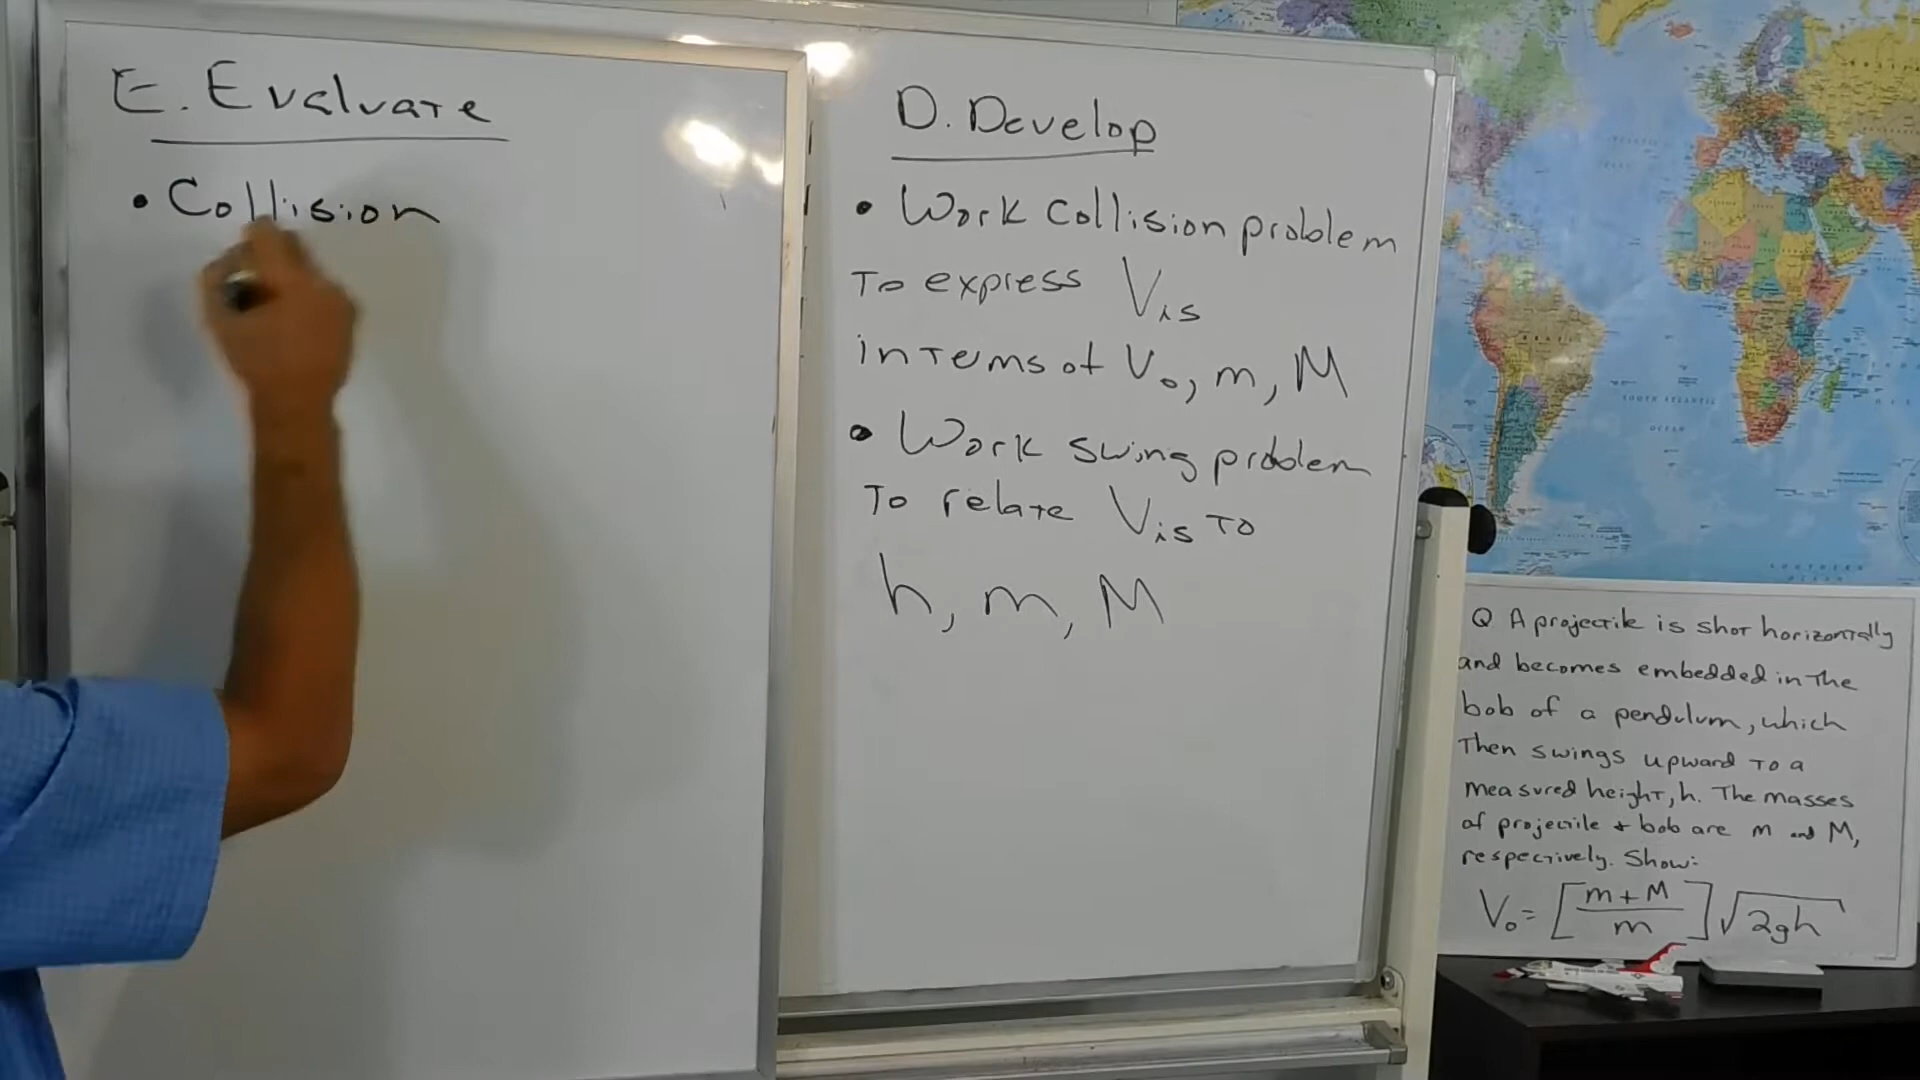 E. Evaluate
• Collision
D. Develop
• Work Collision problem
To express Vis
in terms of Vo, m, M
• Work swing problem
To relate Vis To
h, m, M
Q A projectile is shot horizontally
and becomes embedded in the
bob of a pendulum, which
Then swings upward to a
measured height, h. The masses
of projectile + bob are m and M,
respectively. Show:
Vo = [m+M/m] √2gh